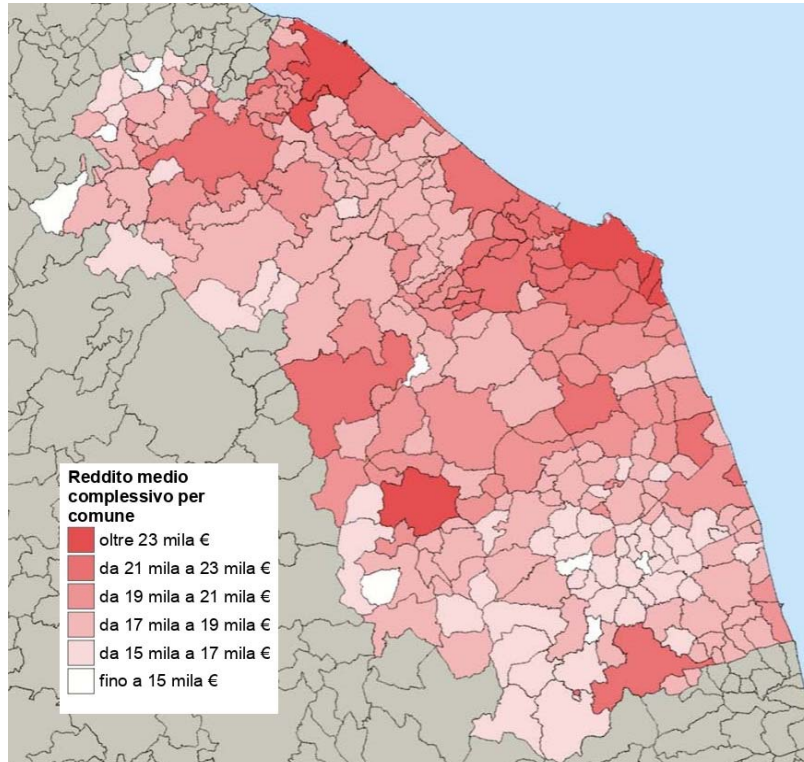 Reddito medio
complessivo per
comune
oltre 23 mila €
da 21 mila a 23 mila €
da 19 mila a 21 mila €
da 17 mila a 19 mila €
da 15 mila a 17 mila €
fino a 15 mila €